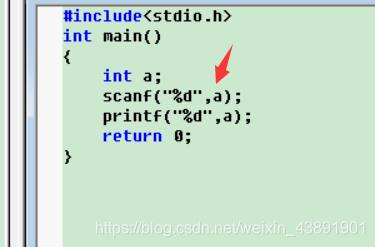 #include<stdio.h>
int main()
{
    int a;
    scanf("%d",a);
    printf("%d",a);
    return 0;
}
https://blog.csdn.net/weixin_43891901